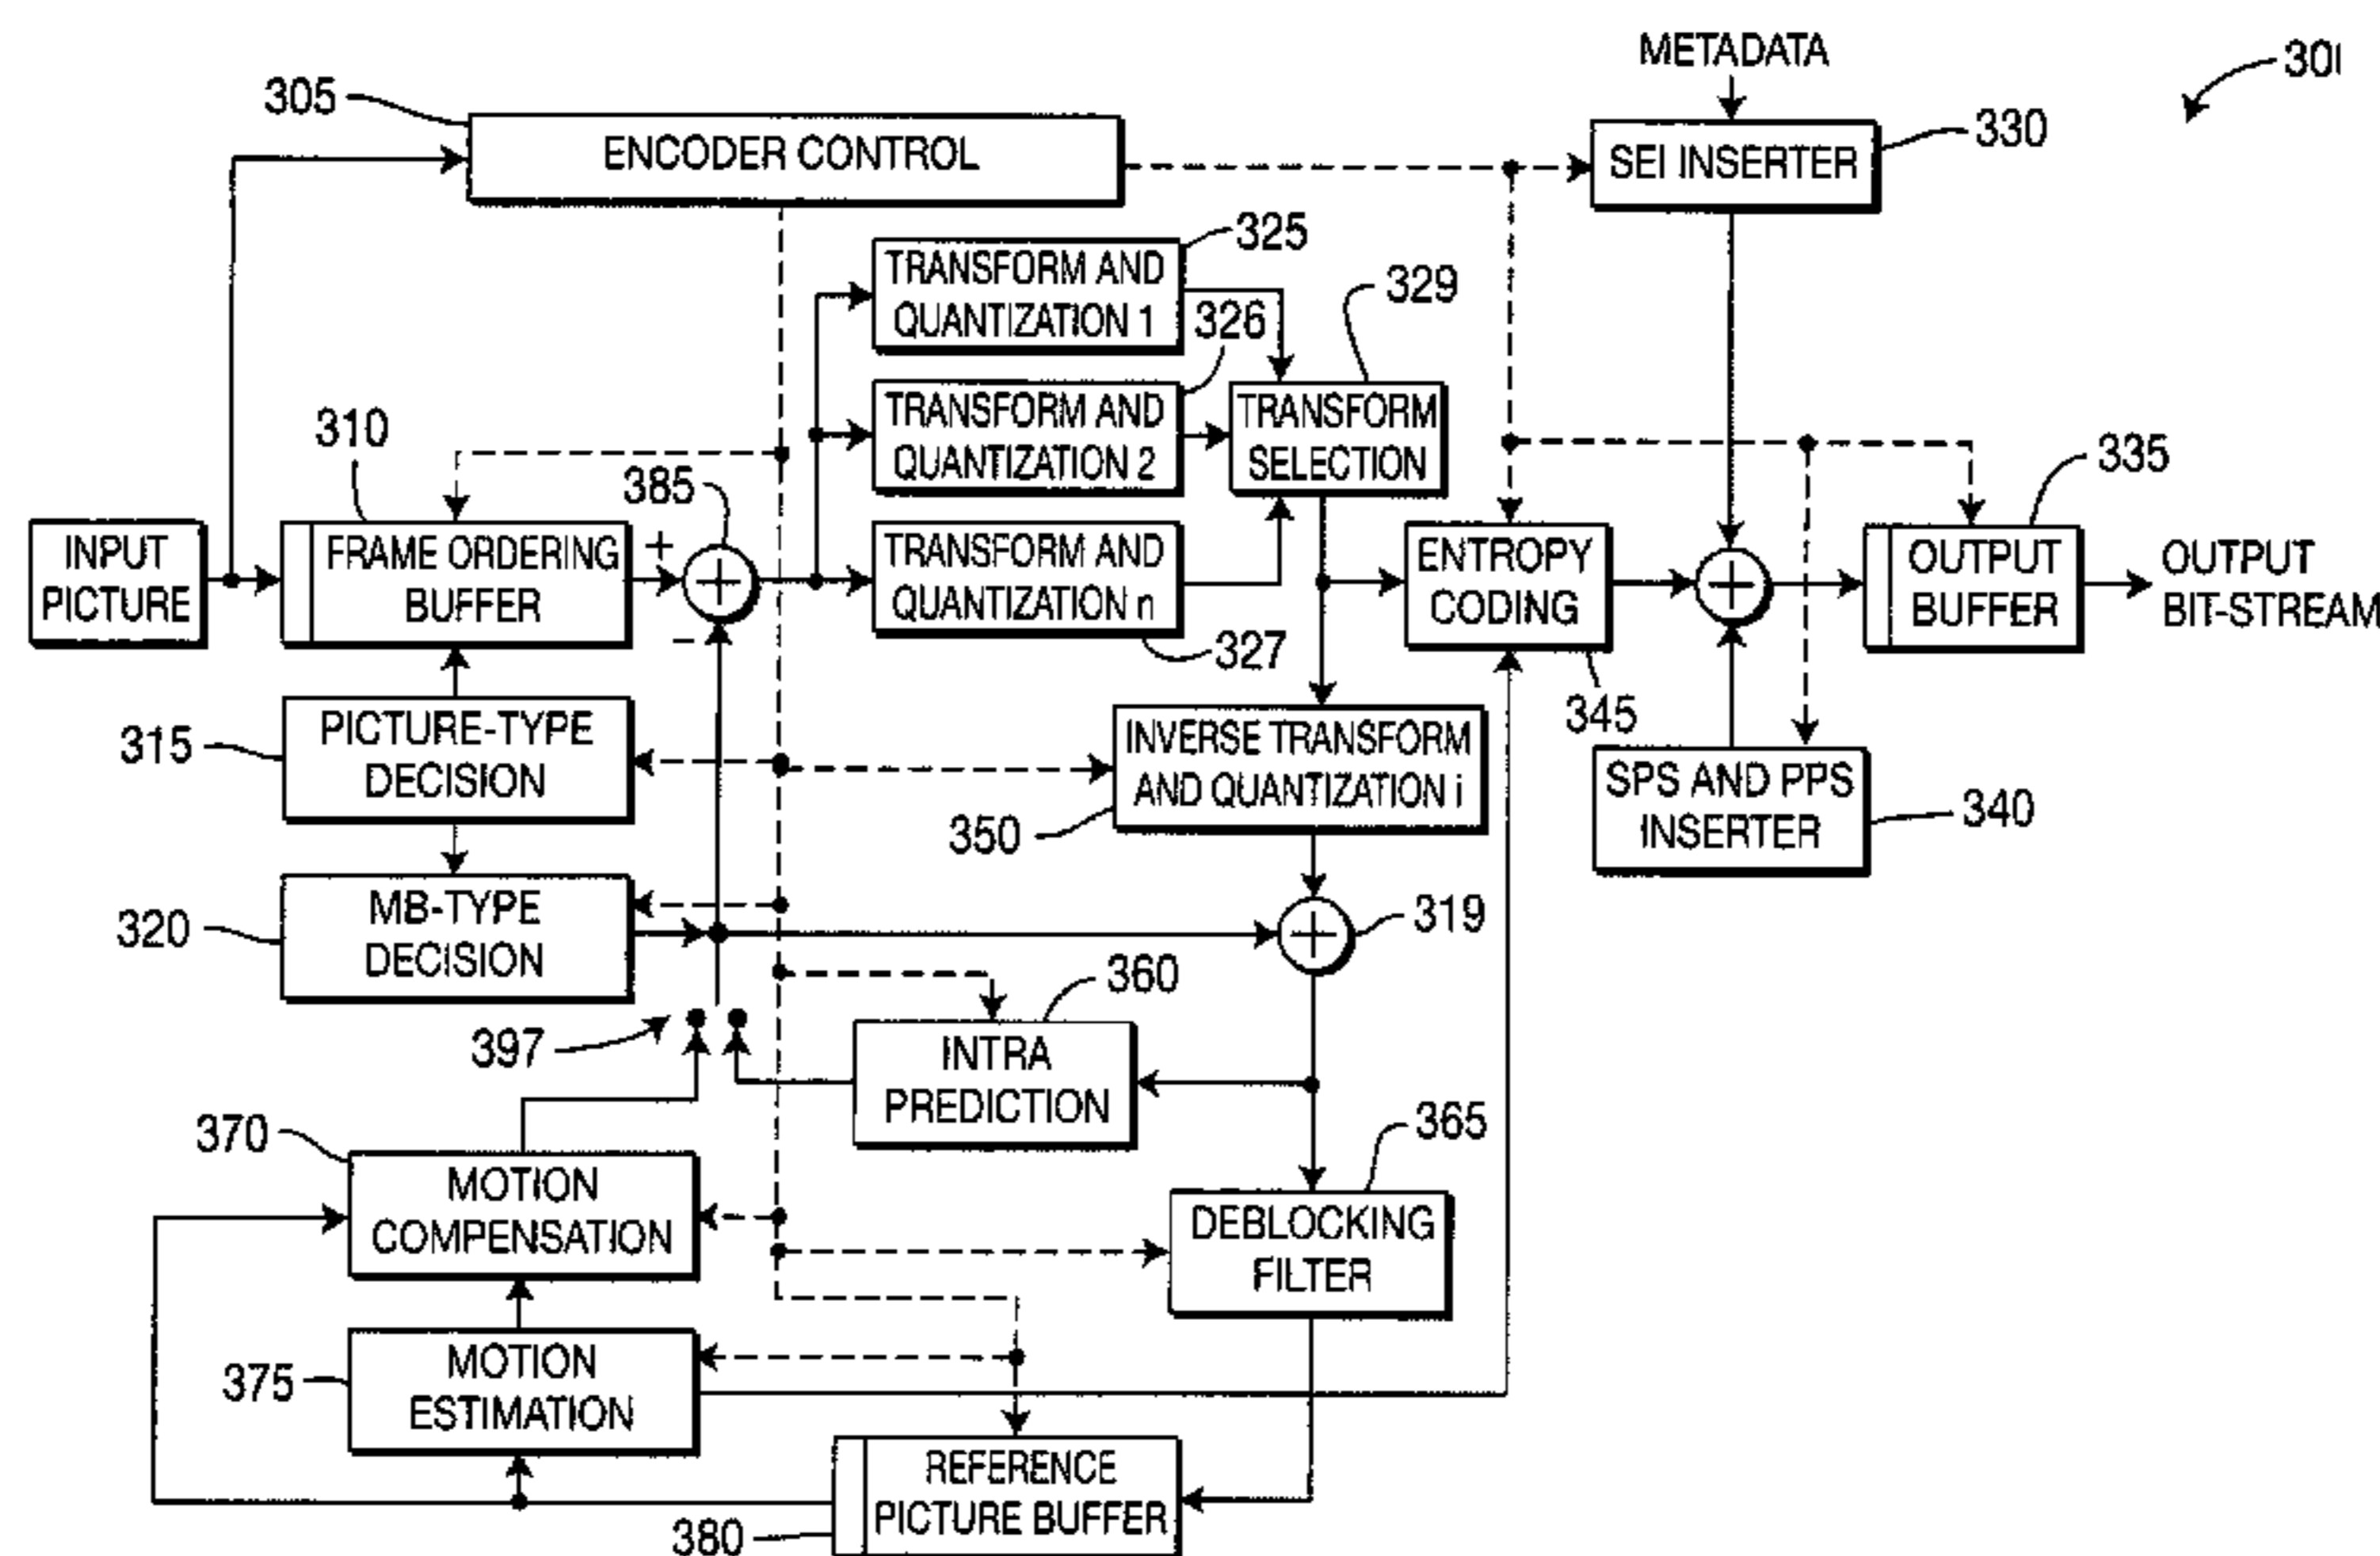 METADATA
301
305
ENCODER CONTROL
SEI INSERTER
330
325
TRANSFORM AND
QUANTIZATION 1
326
329
TRANSFORM AND
QUANTIZATION 2
TRANSFORM
SELECTION
310
385
335
INPUT
PICTURE
FRAME ORDERING
BUFFER
+
+
-
TRANSFORM AND
QUANTIZATION n
327
ENTROPY
CODING
345
+
OUTPUT
BUFFER
OUTPUT
BIT-STREAM
315
PICTURE-TYPE
DECISION
INVERSE TRANSFORM
AND QUANTIZATION i
350
SPS AND PPS
INSERTER
340
320
MB-TYPE
DECISION
+
319
397
360
INTRA
PREDICTION
370
MOTION
COMPENSATION
365
DEBLOCKING
FILTER
375
MOTION
ESTIMATION
380
REFERENCE
PICTURE BUFFER